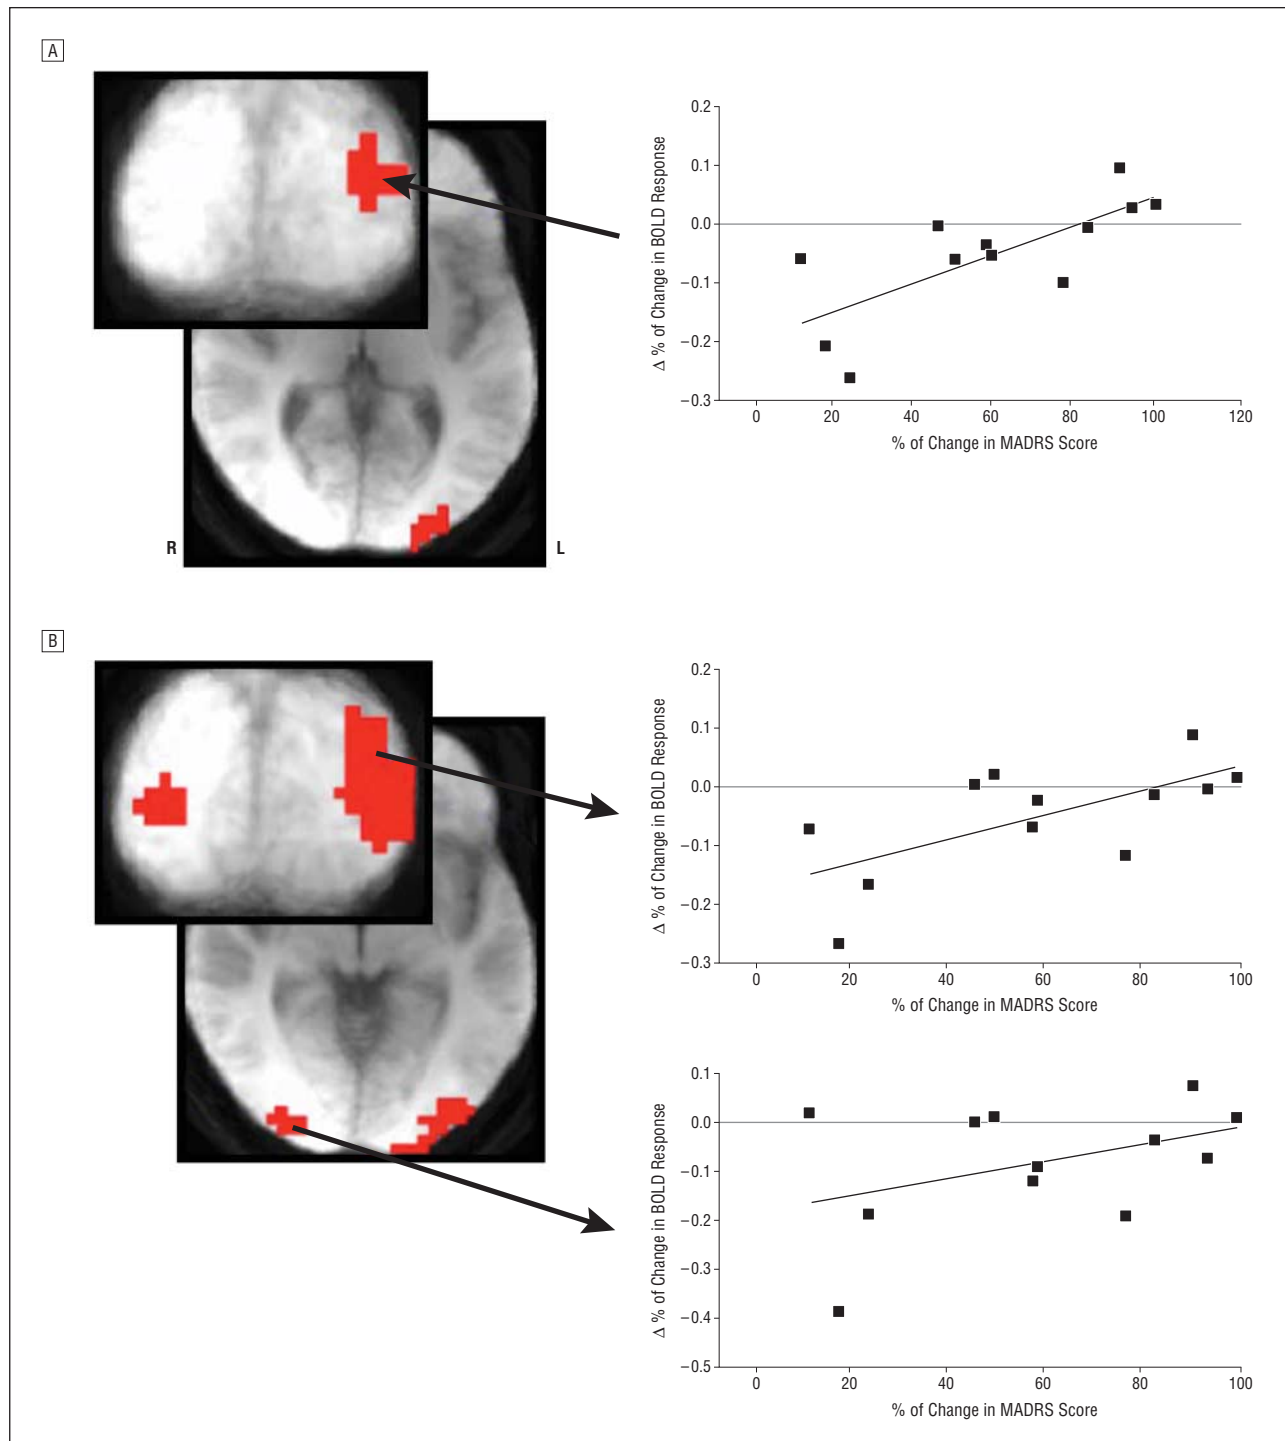 A
R
L
Δ % of Change in BOLD Response
0.2
0.1
0.0
−0.1
−0.2
−0.3
0 20 40 60 80 100 120
% of Change in MADRS Score
B
Δ % of Change in BOLD Response
0.2
0.1
0.0
−0.1
−0.2
−0.3
0 20 40 60 80 100
% of Change in MADRS Score
Δ % of Change in BOLD Response
0.1
0.0
−0.1
−0.2
−0.3
−0.4
−0.5
0 20 40 60 80 100
% of Change in MADRS Score